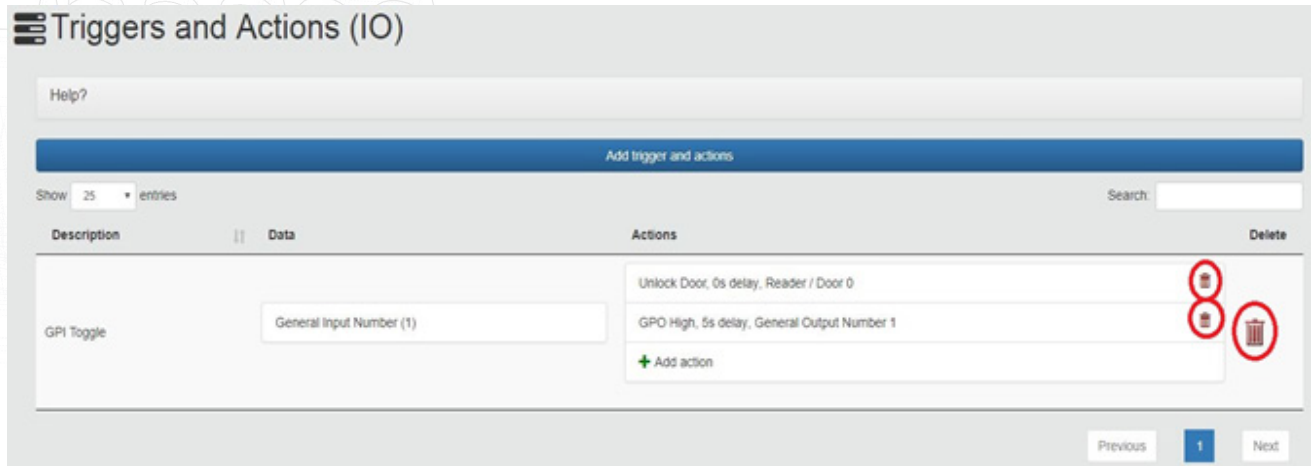 Triggers and Actions (IO)
Help?
Add trigger and actions
Show 25 entries
Search:
Description Data Actions Delete
Unlock Door, 0s delay, Reader / Door 0
GPI Toggle General Input Number (1) GPO High, 5s delay, General Output Number 1
Add action
Previous 1 Next